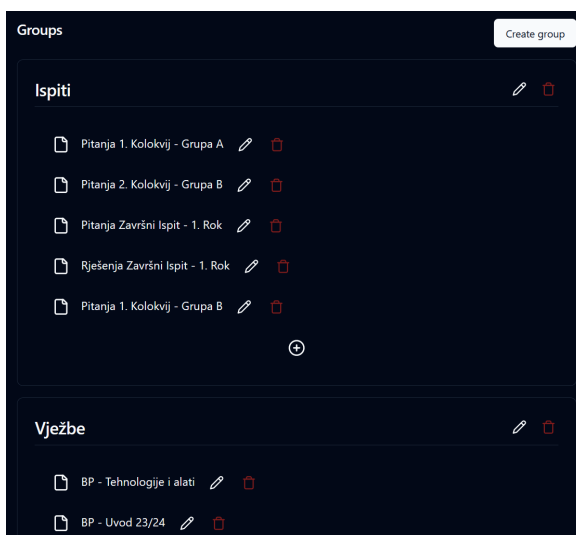 Groups
Create group
Ispiti
Pitanja 1. Kolokvij - Grupa A
Pitanja 2. Kolokvij - Grupa B
Pitanja Završni Ispit - 1. Rok
Rješenja Završni Ispit - 1. Rok
Pitanja 1. Kolokvij - Grupa B
Vježbe
BP - Tehnologije i alati
BP - Uvod 23/24